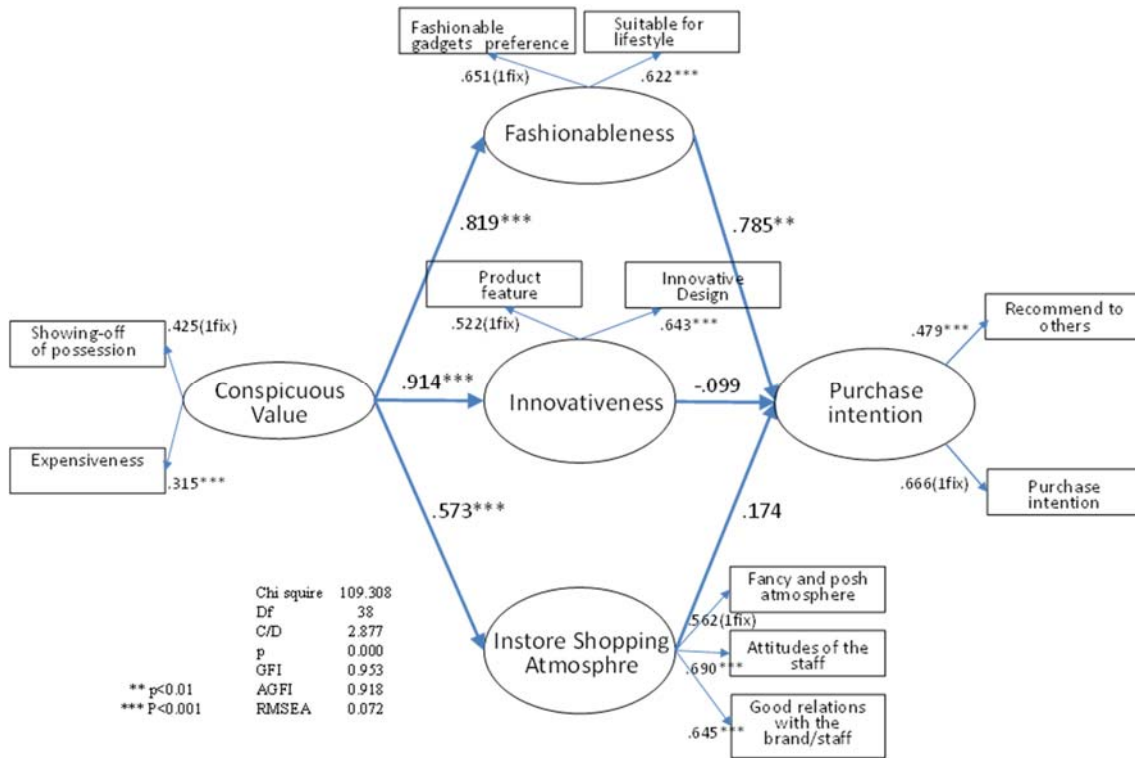 Fashionable
gadgets preference
Suitable for
lifestyle
.651(1fix)
.622***
Fashionableness
.819***
.785**
Product
feature
Innovative
Design
.522(1fix)
.643***
Showing-off
of possession
.425(1fix)
Conspicuous
Value
.914***
Innovativeness
-.099
Purchase
intention
Recommend to
others
.479***
Expensiveness
.315***
.666(1fix)
Purchase
intention
.573***
.174
Instore Shopping
Atmosphre
Fancy and posh
atmosphere
.562(1fix)
Attitudes of the
staff
.690***
Good relations
with the
brand/staff
.645***
Chi squire 109.308
Df 38
C/D 2.877
p 0.000
GFI 0.953
AGFI 0.918
RMSEA 0.072
** p<0.01
*** P<0.001